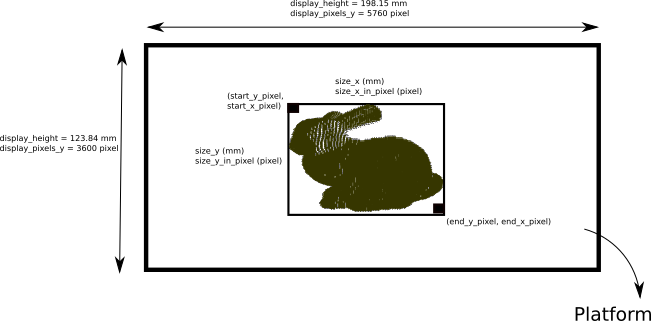 display_height = 198.15 mm
display_pixels_y = 5760 pixel
size_x (mm)
size_x_in_pixel (pixel)
(start_y_pixel,
start_x_pixel)
display_height = 123.84 mm
display_pixels_y = 3600 pixel
size_y (mm)
size_y_in_pixel (pixel)
(end_y_pixel, end_x_pixel)
Platform